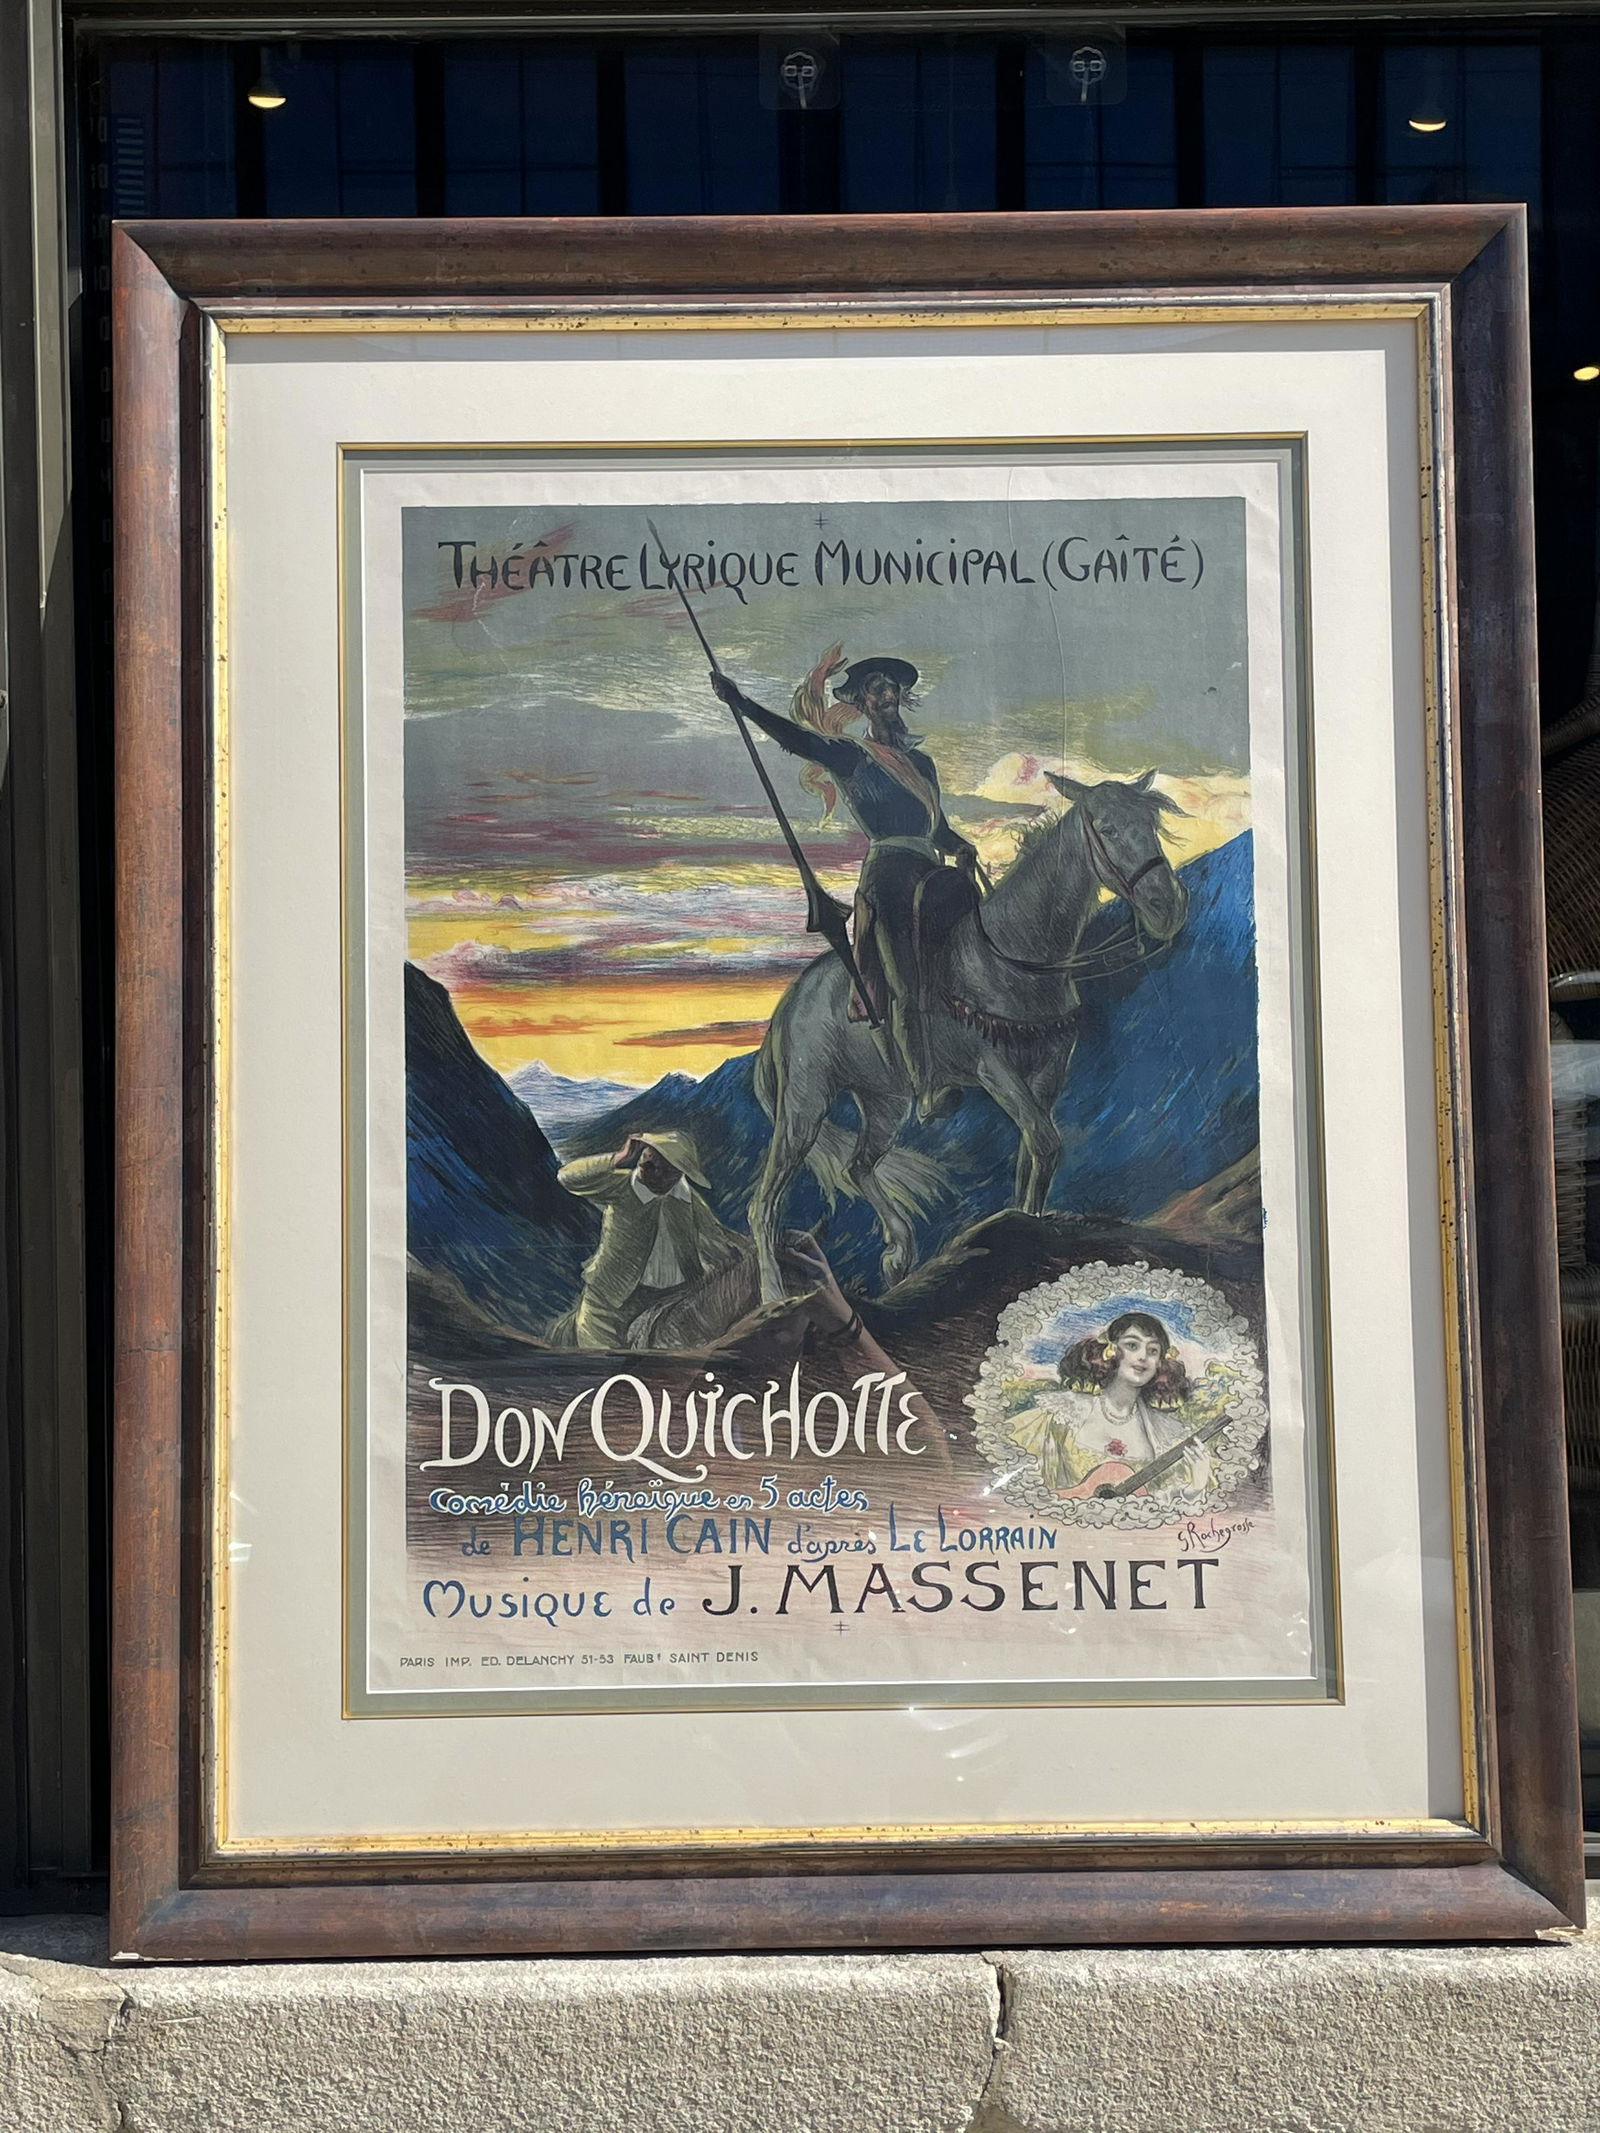 THÉÂTRE LYRIQUE MUNICIPAL (GAÎTÉ)
DON QUICHOTTE
comédie héroïque en 5 actes
de HENRI CAIN d'après LE LORRAIN
MUSIQUE de J. MASSENET
G Rochegrosse
PARIS IMP. ED. DELANCHY 51-53 FAUBᵗ SAINT DENIS